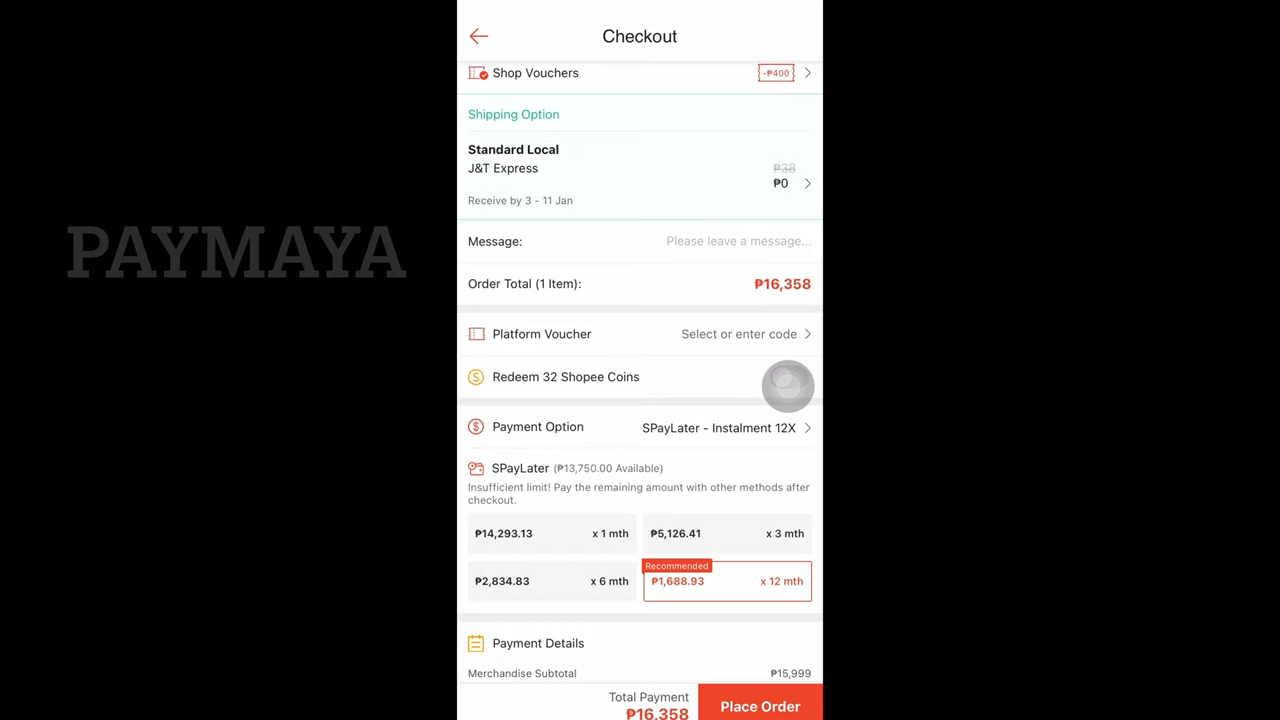 PAYMAYA
Checkout
Shop Vouchers -₱400
Shipping Option
Standard Local
J&T Express ₱38
₱0
Receive by 3 - 11 Jan
Message: Please leave a message...
Order Total (1 Item): ₱16,358
Platform Voucher Select or enter code
Redeem 32 Shopee Coins
Payment Option SPayLater - Instalment 12X
SPayLater (₱13,750.00 Available)
Insufficient limit! Pay the remaining amount with other methods after
checkout.
₱14,293.13 x 1 mth ₱5,126.41 x 3 mth
Recommended
₱2,834.83 x 6 mth ₱1,688.93 x 12 mth
Payment Details
Merchandise Subtotal ₱15,999
Total Payment
₱16,358 Place Order